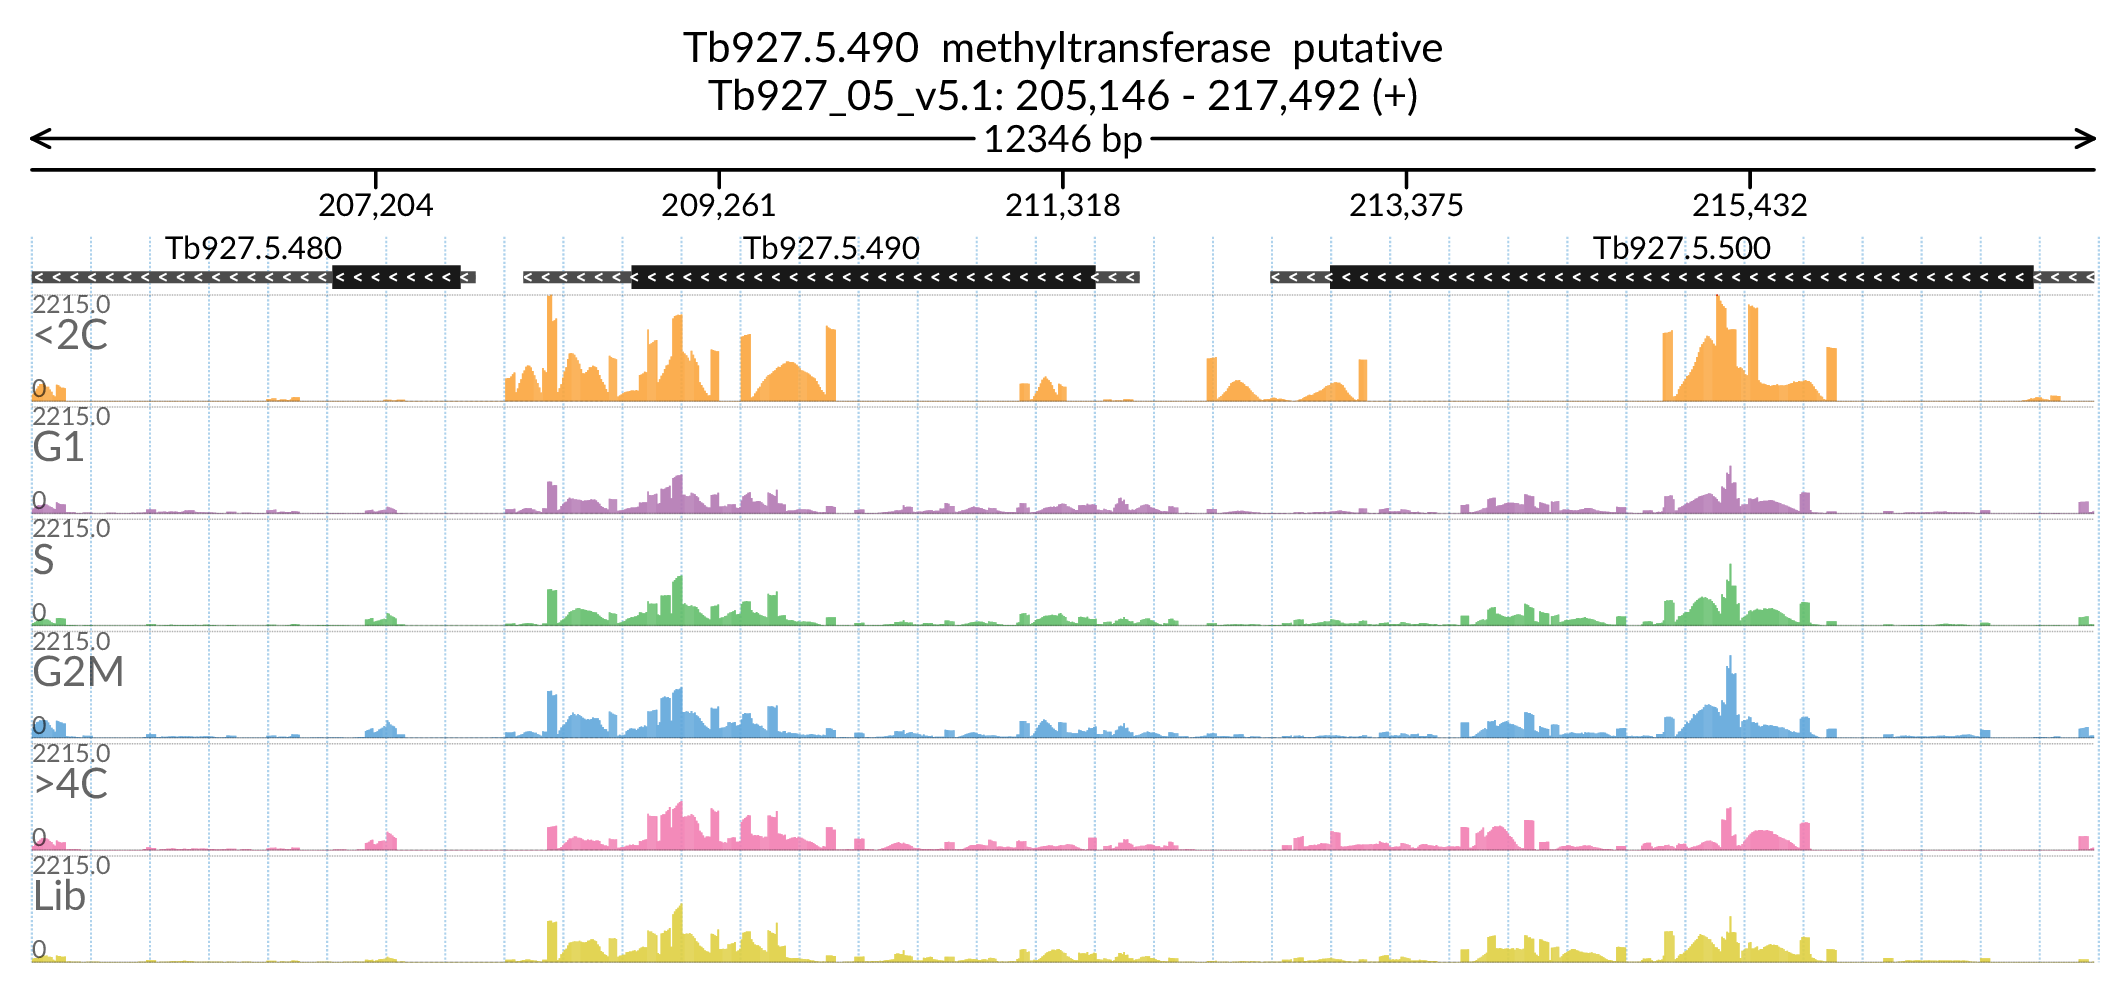 Tb927.5.490 methyltransferase putative
Tb927_05_v5.1: 205,146 - 217,492 (+)
12346 bp
207,204 209,261 211,318 213,375 215,432
Tb927.5.480 Tb927.5.490 Tb927.5.500
2215.0
<2C
0
2215.0
G1
0
2215.0
S
0
2215.0
G2M
0
2215.0
>4C
0
2215.0
Lib
0